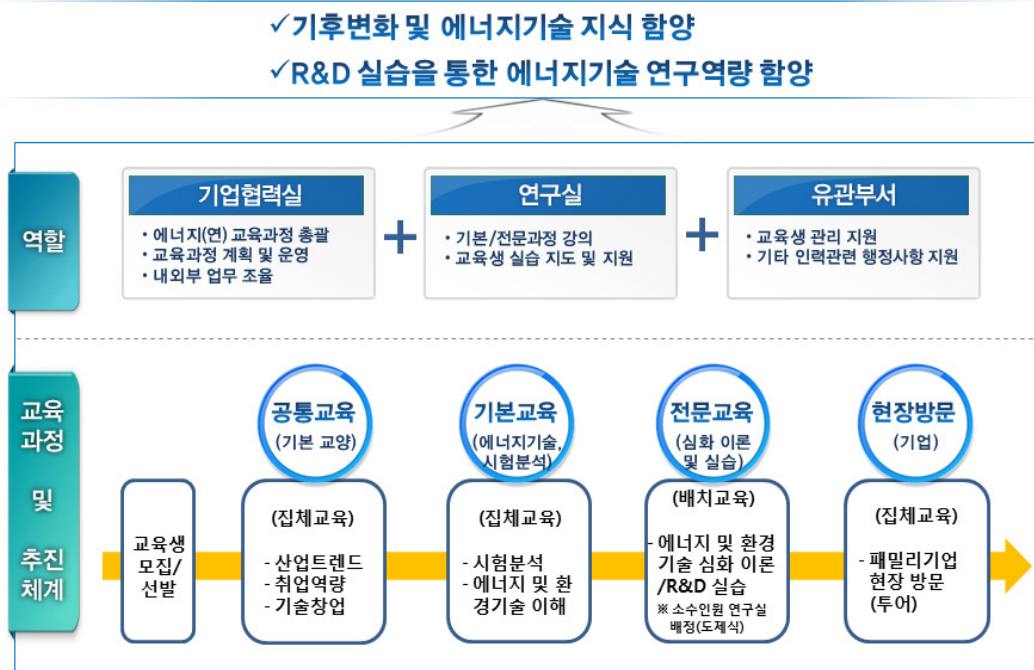 ✓기후변화 및 에너지기술 지식 함양
✓R&D 실습을 통한 에너지기술 연구역량 함양
역할
기업협력실
• 에너지(연) 교육과정 총괄
• 교육과정 계획 및 운영
• 내외부 업무 조율
+
연구실
• 기본/전문과정 강의
• 교육생 실습 지도 및 지원
+
유관부서
• 교육생 관리 지원
• 기타 인력관련 행정사항 지원
교육
과정
및
추진
체계
교육생
모집/
선발
공통교육
(기본 교양)
(집체교육)
- 산업트렌드
- 취업역량
- 기술창업
기본교육
(에너지기술,
시험분석)
(집체교육)
- 시험분석
- 에너지 및 환
경기술 이해
전문교육
(심화 이론
및 실습)
(배치교육)
- 에너지 및 환경
기술 심화 이론
/R&D 실습
※ 소수인원 연구실
배정(도제식)
현장방문
(기업)
(집체교육)
- 패밀리기업
현장 방문
(투어)